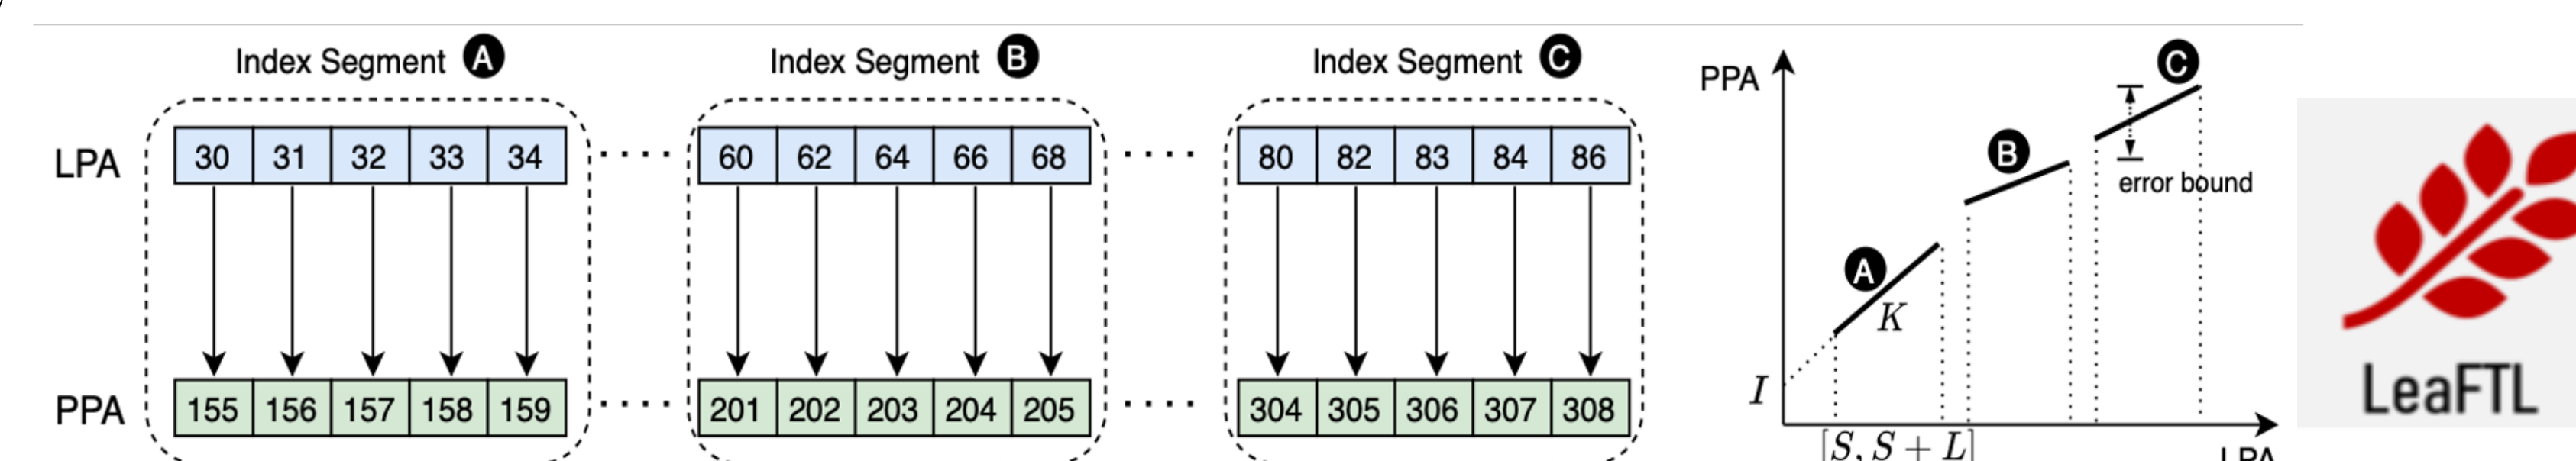 Index Segment A
Index Segment B
Index Segment C
LPA
30 31 32 33 34
60 62 64 66 68
80 82 83 84 86
PPA
155 156 157 158 159
201 202 203 204 205
304 305 306 307 308
PPA
C
B
error bound
A
K
I
[S, S + L]
LPA
LeaFTL